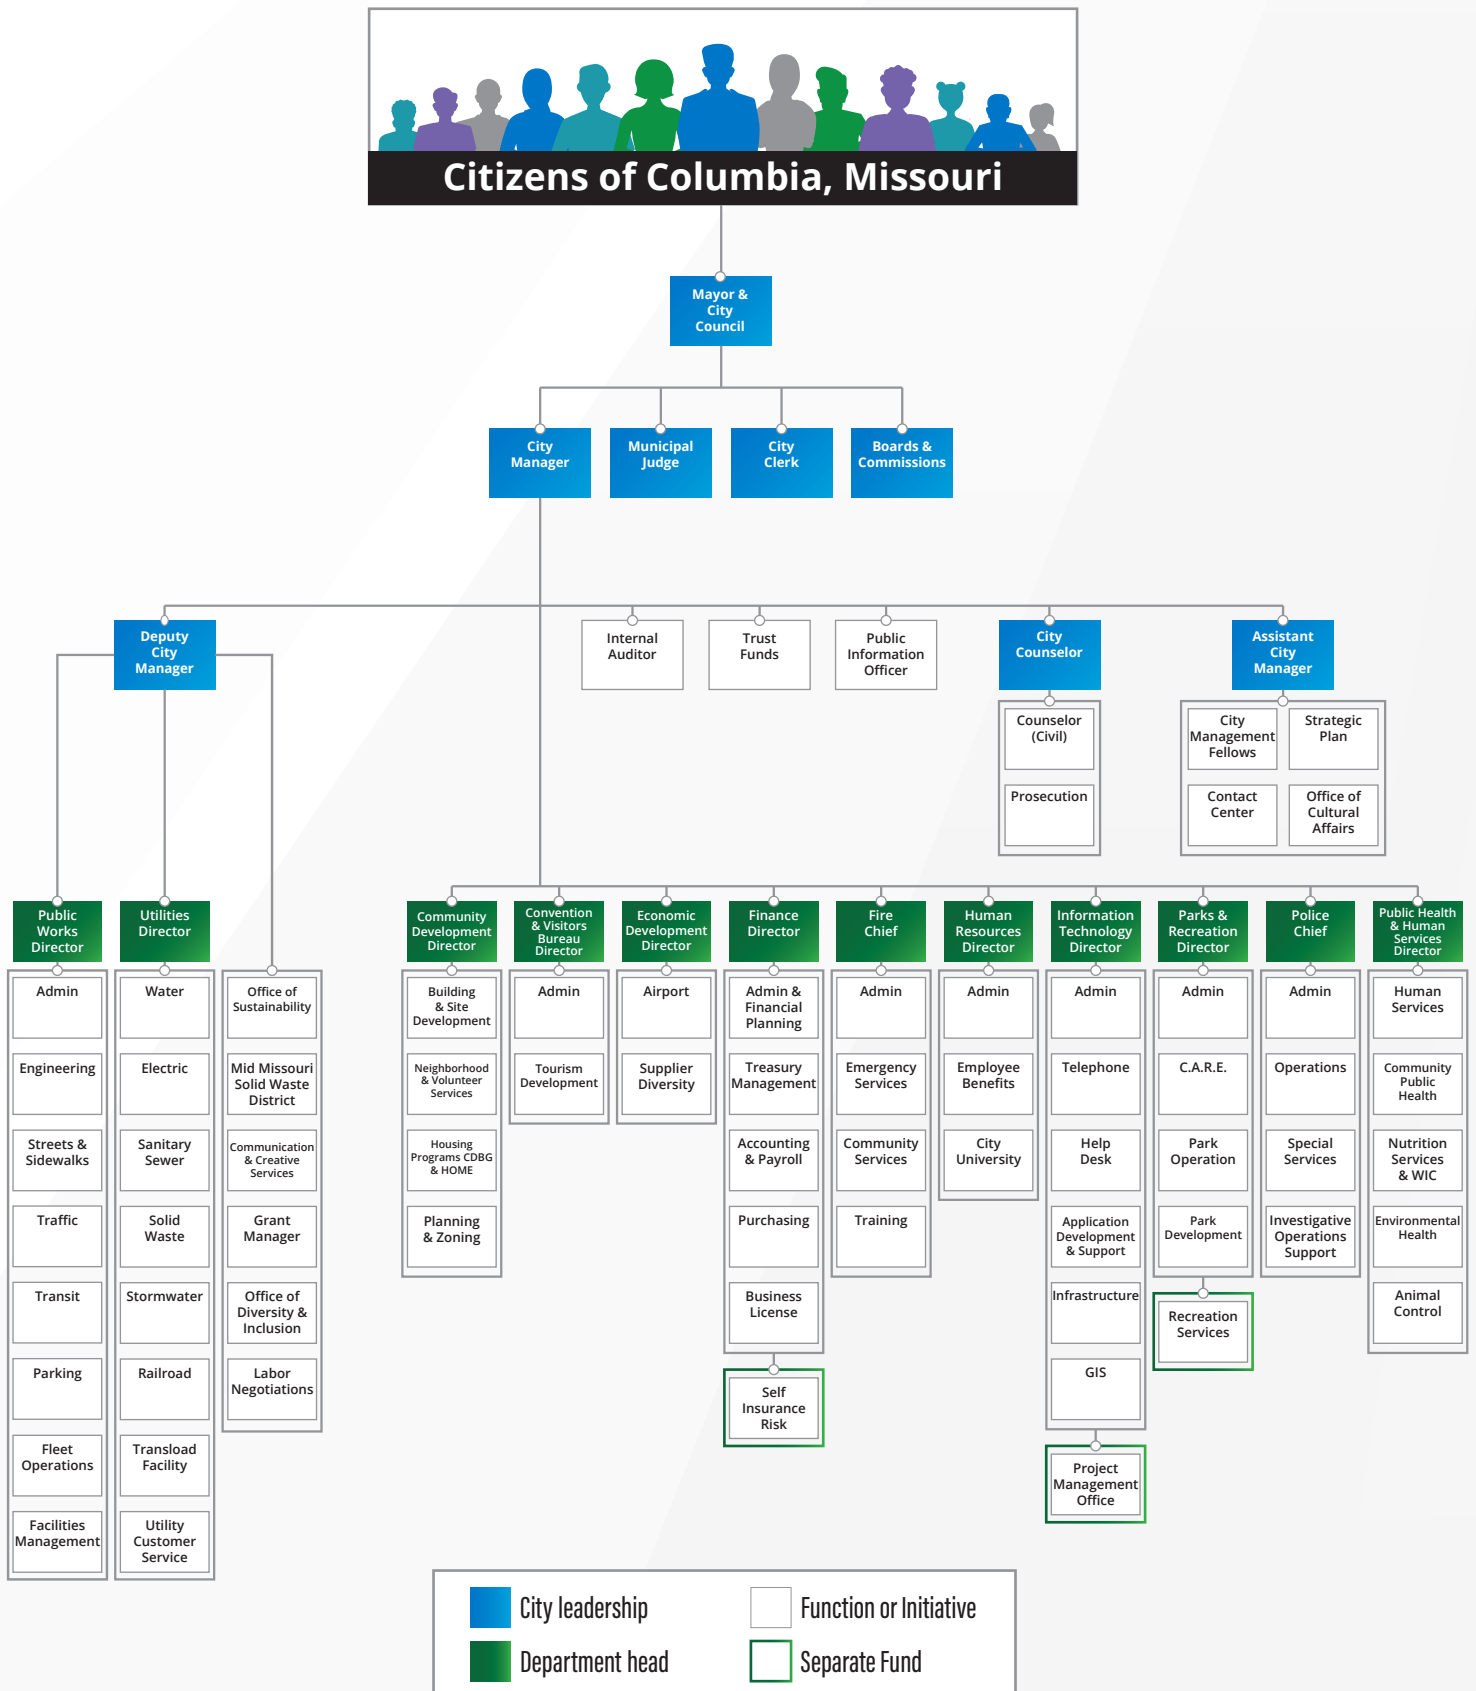 Citizens of Columbia, Missouri
Mayor &
City
Council
City
Manager
Municipal
Judge
City
Clerk
Boards &
Commissions
Deputy
City
Manager
Internal
Auditor
Trust
Funds
Public
Information
Officer
City
Counselor
Assistant
City
Manager
Counselor
(Civil)
Prosecution
City
Management
Fellows
Strategic
Plan
Contact
Center
Office of
Cultural
Affairs
Public
Works
Director
Admin
Engineering
Streets &
Sidewalks
Traffic
Transit
Parking
Fleet
Operations
Facilities
Management
Utilities
Director
Water
Electric
Sanitary
Sewer
Solid
Waste
Stormwater
Railroad
Transload
Facility
Utility
Customer
Service
Office of
Sustainability
Mid Missouri
Solid Waste
District
Communication
& Creative
Services
Grant
Manager
Office of
Diversity &
Inclusion
Labor
Negotiations
Community
Development
Director
Building
& Site
Development
Neighborhood
& Volunteer
Services
Housing
Programs CDBG
& HOME
Planning
& Zoning
Convention
& Visitors
Bureau
Director
Admin
Tourism
Development
Economic
Development
Director
Airport
Supplier
Diversity
Finance
Director
Admin &
Financial
Planning
Treasury
Management
Accounting
& Payroll
Purchasing
Business
License
Self
Insurance
Risk
Fire
Chief
Admin
Emergency
Services
Community
Services
Training
Human
Resources
Director
Admin
Employee
Benefits
City
University
Information
Technology
Director
Admin
Telephone
Help
Desk
Application
Development
& Support
Infrastructure
GIS
Project
Management
Office
Parks &
Recreation
Director
Admin
C.A.R.E.
Park
Operation
Park
Development
Recreation
Services
Police
Chief
Admin
Operations
Special
Services
Investigative
Operations
Support
Public Health
& Human
Services
Director
Human
Services
Community
Public
Health
Nutrition
Services
& WIC
Environmental
Health
Animal
Control
City leadership
Function or Initiative
Department head
Separate Fund